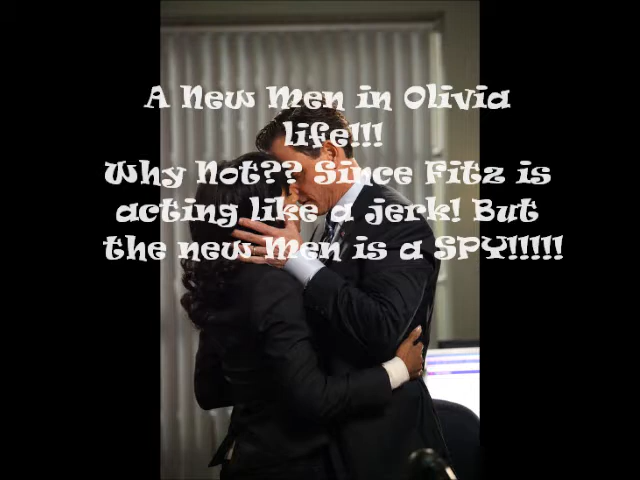 A New Men in Olivia
life!!!
Why Not?? Since Fitz is
acting like a jerk! But
the new Men is a SPY!!!!!